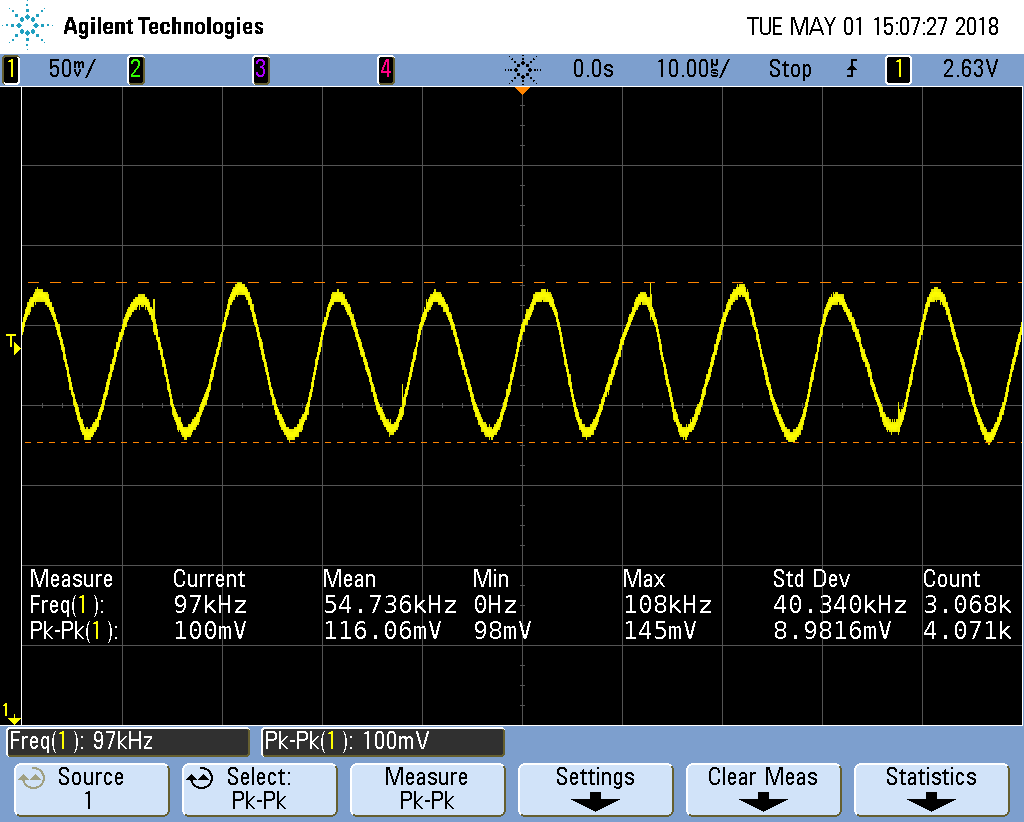 Agilent Technologies TUE MAY 01 15:07:27 2018
1 50mV/ 2 3 4 0.0s 10.00µs/ Stop 1 2.63V
T
Measure Current Mean Min Max Std Dev Count
Freq(1): 97kHz 54.736kHz 0Hz 108kHz 40.340kHz 3.068k
Pk-Pk(1): 100mV 116.06mV 98mV 145mV 8.9816mV 4.071k
1
Freq(1): 97kHz Pk-Pk(1): 100mV
Source Select: Measure Settings Clear Meas Statistics
1 Pk-Pk Pk-Pk